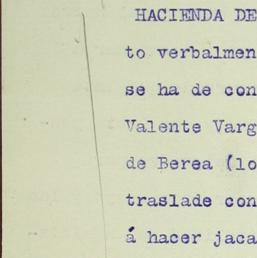 HACIENDA DE
to verbalmen
se ha de con
Valente Varg
de Berea (lo
traslade con
á hacer jaca